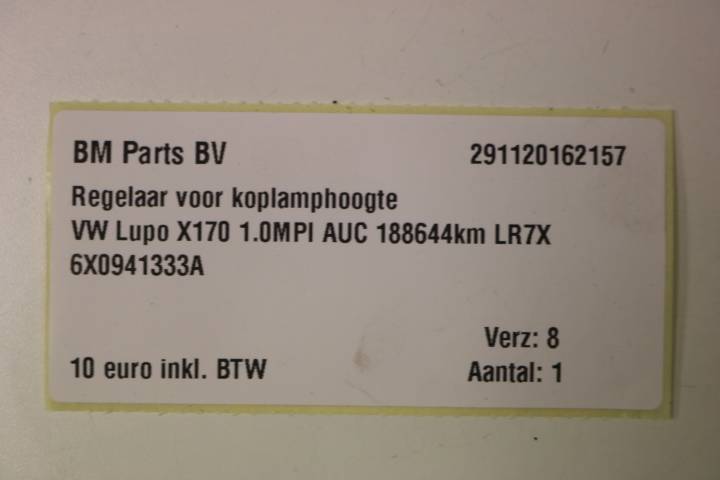 BM Parts BV 291120162157
Regelaar voor koplamphoogte
VW Lupo X170 1.0MPI AUC 188644km LR7X
6X0941333A
Verz: 8
10 euro inkl. BTW Aantal: 1